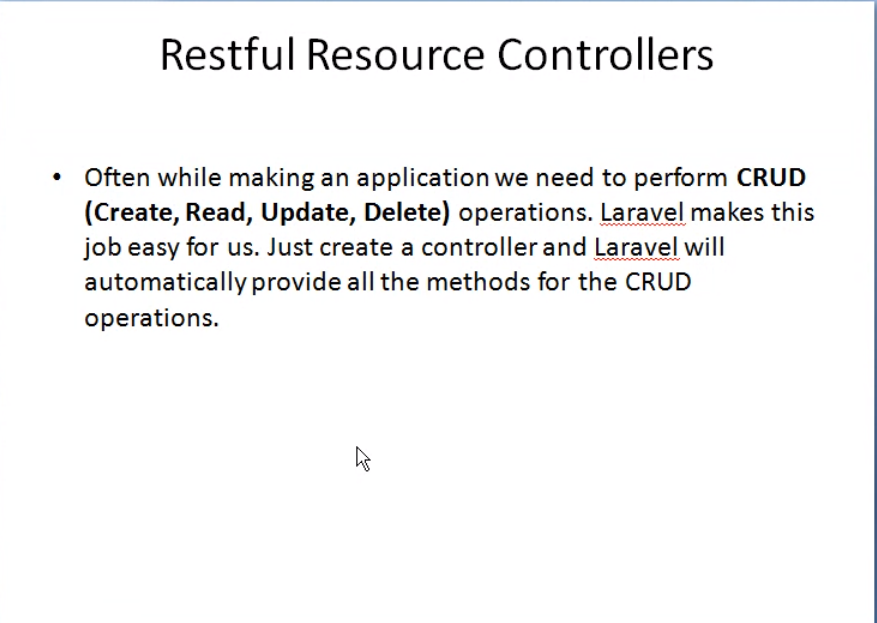 Restful Resource Controllers
• Often while making an application we need to perform CRUD
(Create, Read, Update, Delete) operations. Laravel makes this
job easy for us. Just create a controller and Laravel will
automatically provide all the methods for the CRUD
operations.